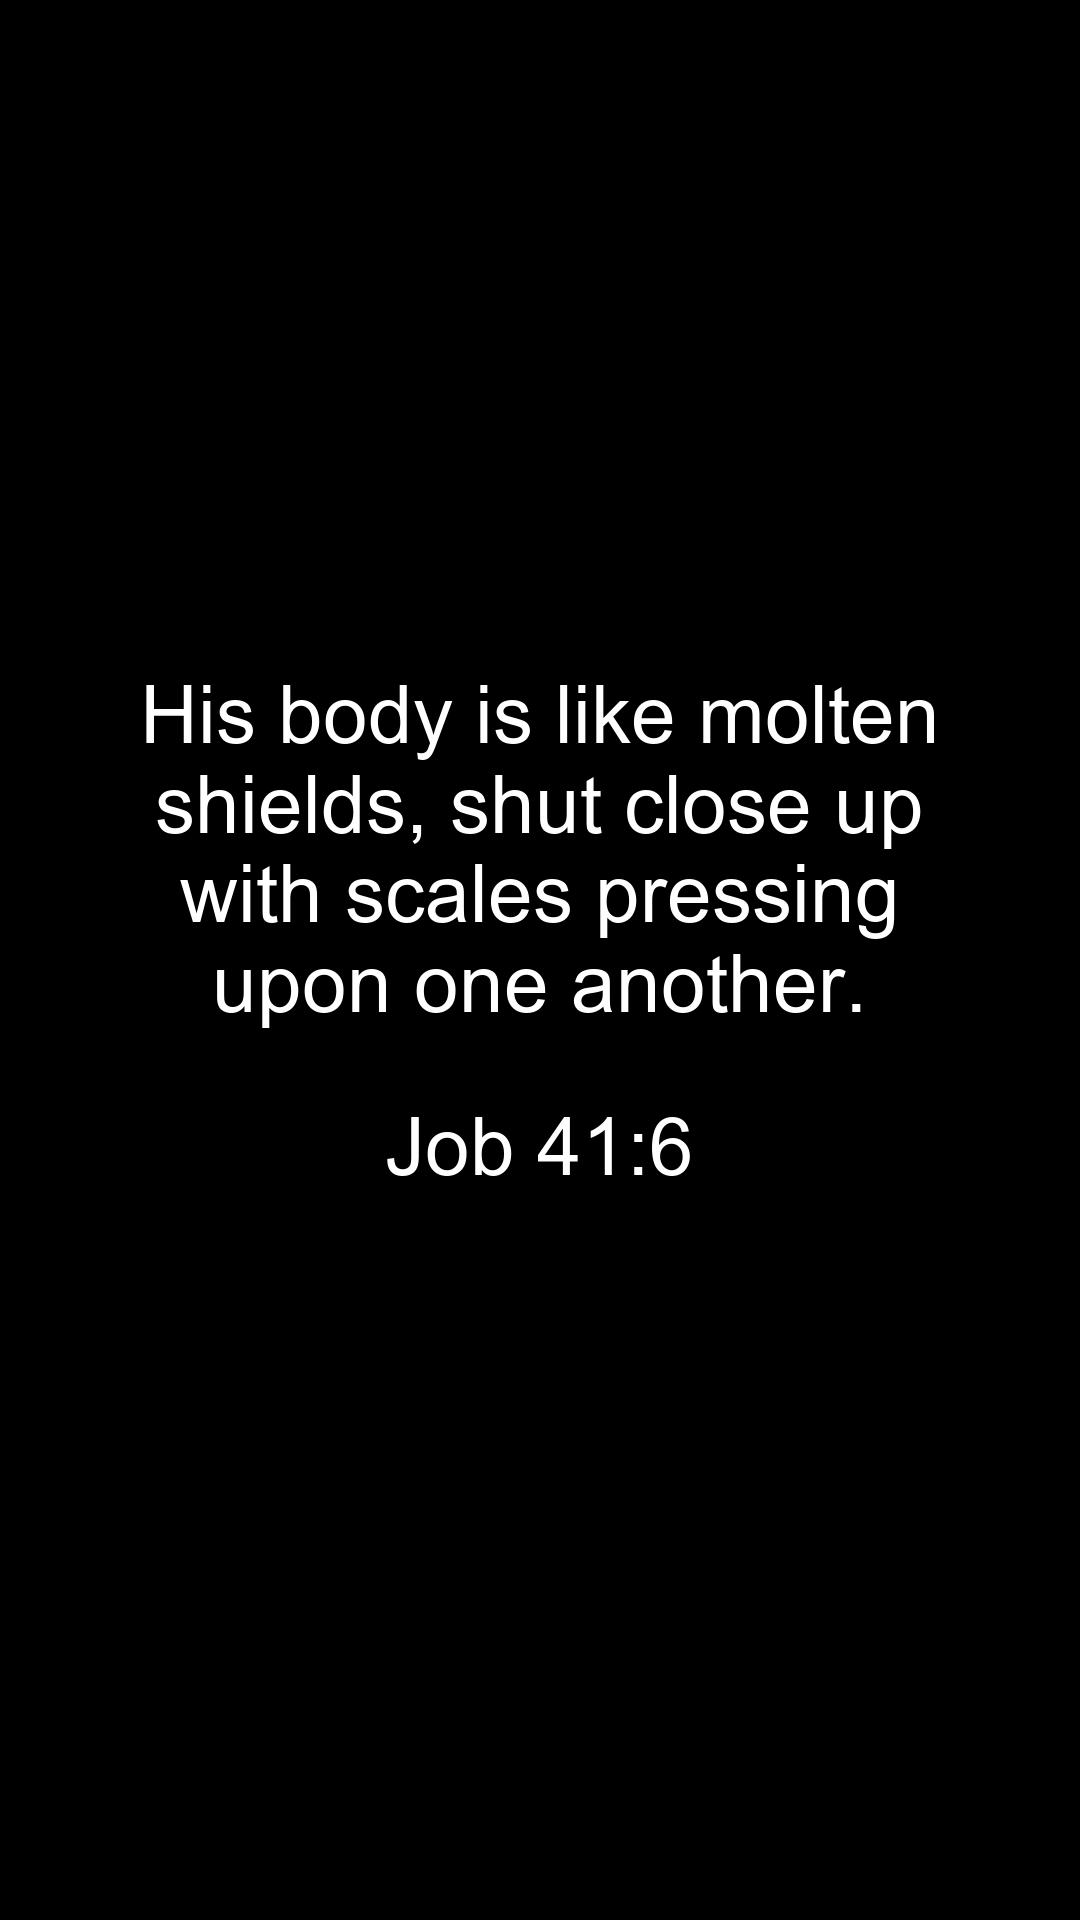 His body is like molten
shields, shut close up
with scales pressing
upon one another.
Job 41:6